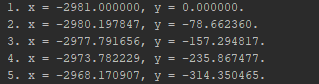 1. x = -2981.000000, y = 0.000000.
2. x = -2980.197847, y = -78.662360.
3. x = -2977.791656, y = -157.294817.
4. x = -2973.782229, y = -235.867477.
5. x = -2968.170907, y = -314.350465.